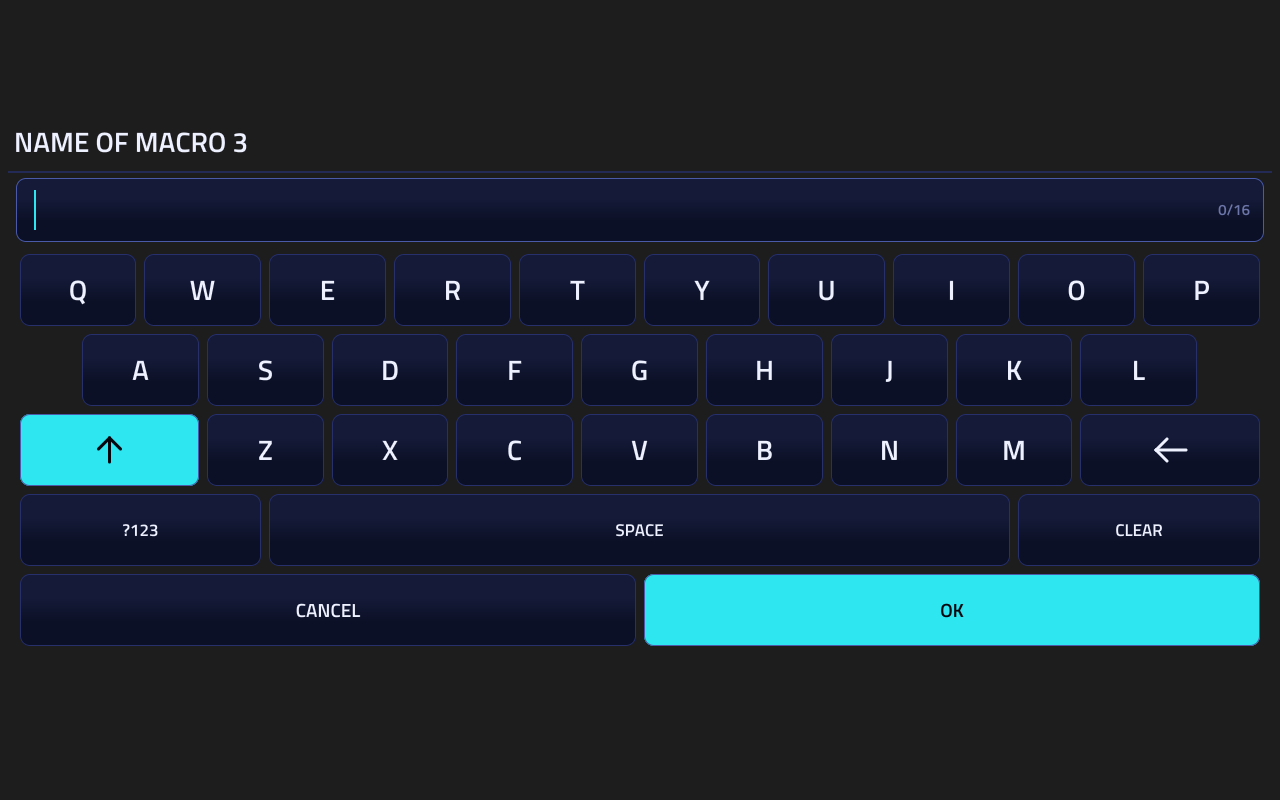 NAME OF MACRO 3
0/16
Q W E R T Y U I O P
A S D F G H J K L
Z X C V B N M
?123 SPACE CLEAR
CANCEL OK